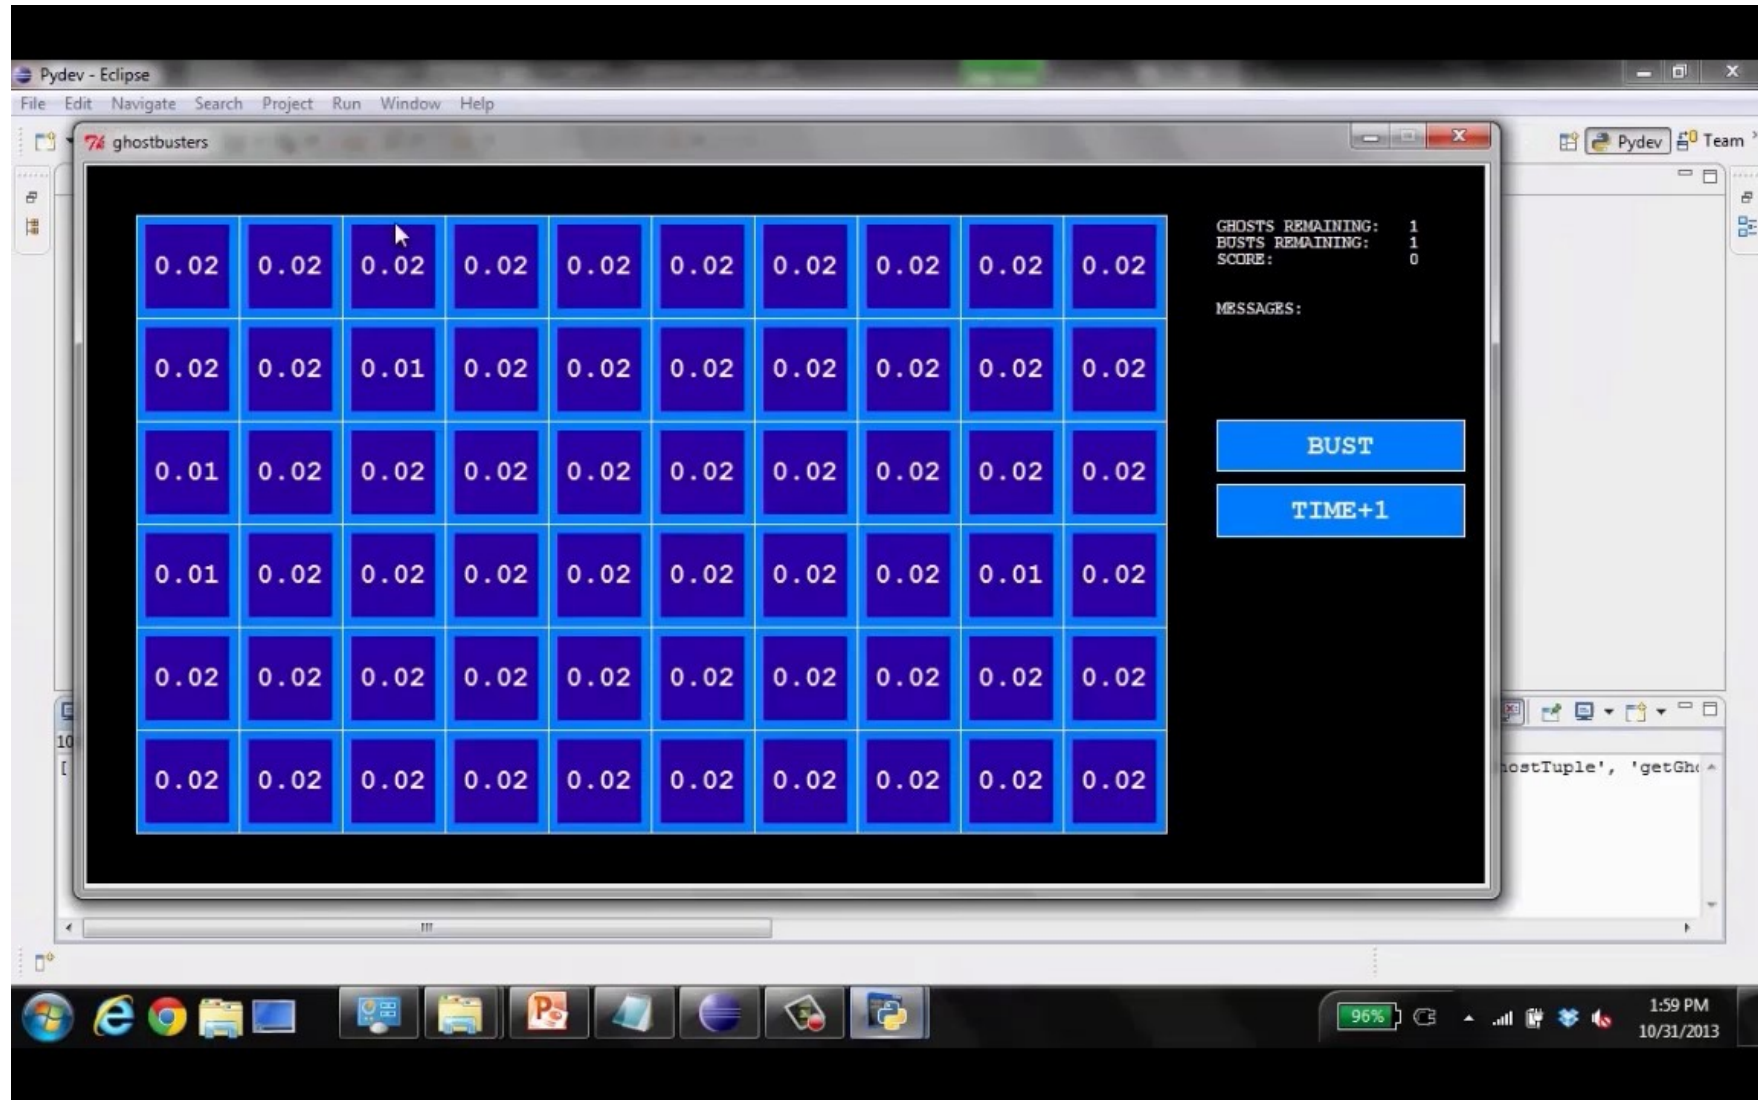 Pydev - Eclipse
File Edit Navigate Search Project Run Window Help
ghostbusters
Pydev
Team
0.02 0.02 0.02 0.02 0.02 0.02 0.02 0.02 0.02 0.02
0.02 0.02 0.01 0.02 0.02 0.02 0.02 0.02 0.02 0.02
0.01 0.02 0.02 0.02 0.02 0.02 0.02 0.02 0.02 0.02
0.01 0.02 0.02 0.02 0.02 0.02 0.02 0.02 0.01 0.02
0.02 0.02 0.02 0.02 0.02 0.02 0.02 0.02 0.02 0.02
0.02 0.02 0.02 0.02 0.02 0.02 0.02 0.02 0.02 0.02
GHOSTS REMAINING: 1
BUSTS REMAINING: 1
SCORE: 0
MESSAGES:
BUST
TIME+1
10
[
ostTuple', 'getGh
96%
1:59 PM
10/31/2013